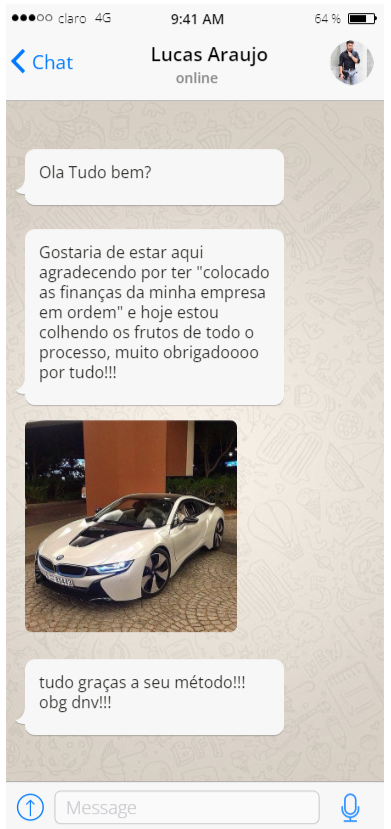 claro 4G 9:41 AM 64 %
Chat Lucas Araujo
online
Ola Tudo bem?
Gostaria de estar aqui
agradecendo por ter "colocado
as finanças da minha empresa
em ordem" e hoje estou
colhendo os frutos de todo o
processo, muito obrigadoooo
por tudo!!!
tudo graças a seu método!!!
obg dnv!!!
Message